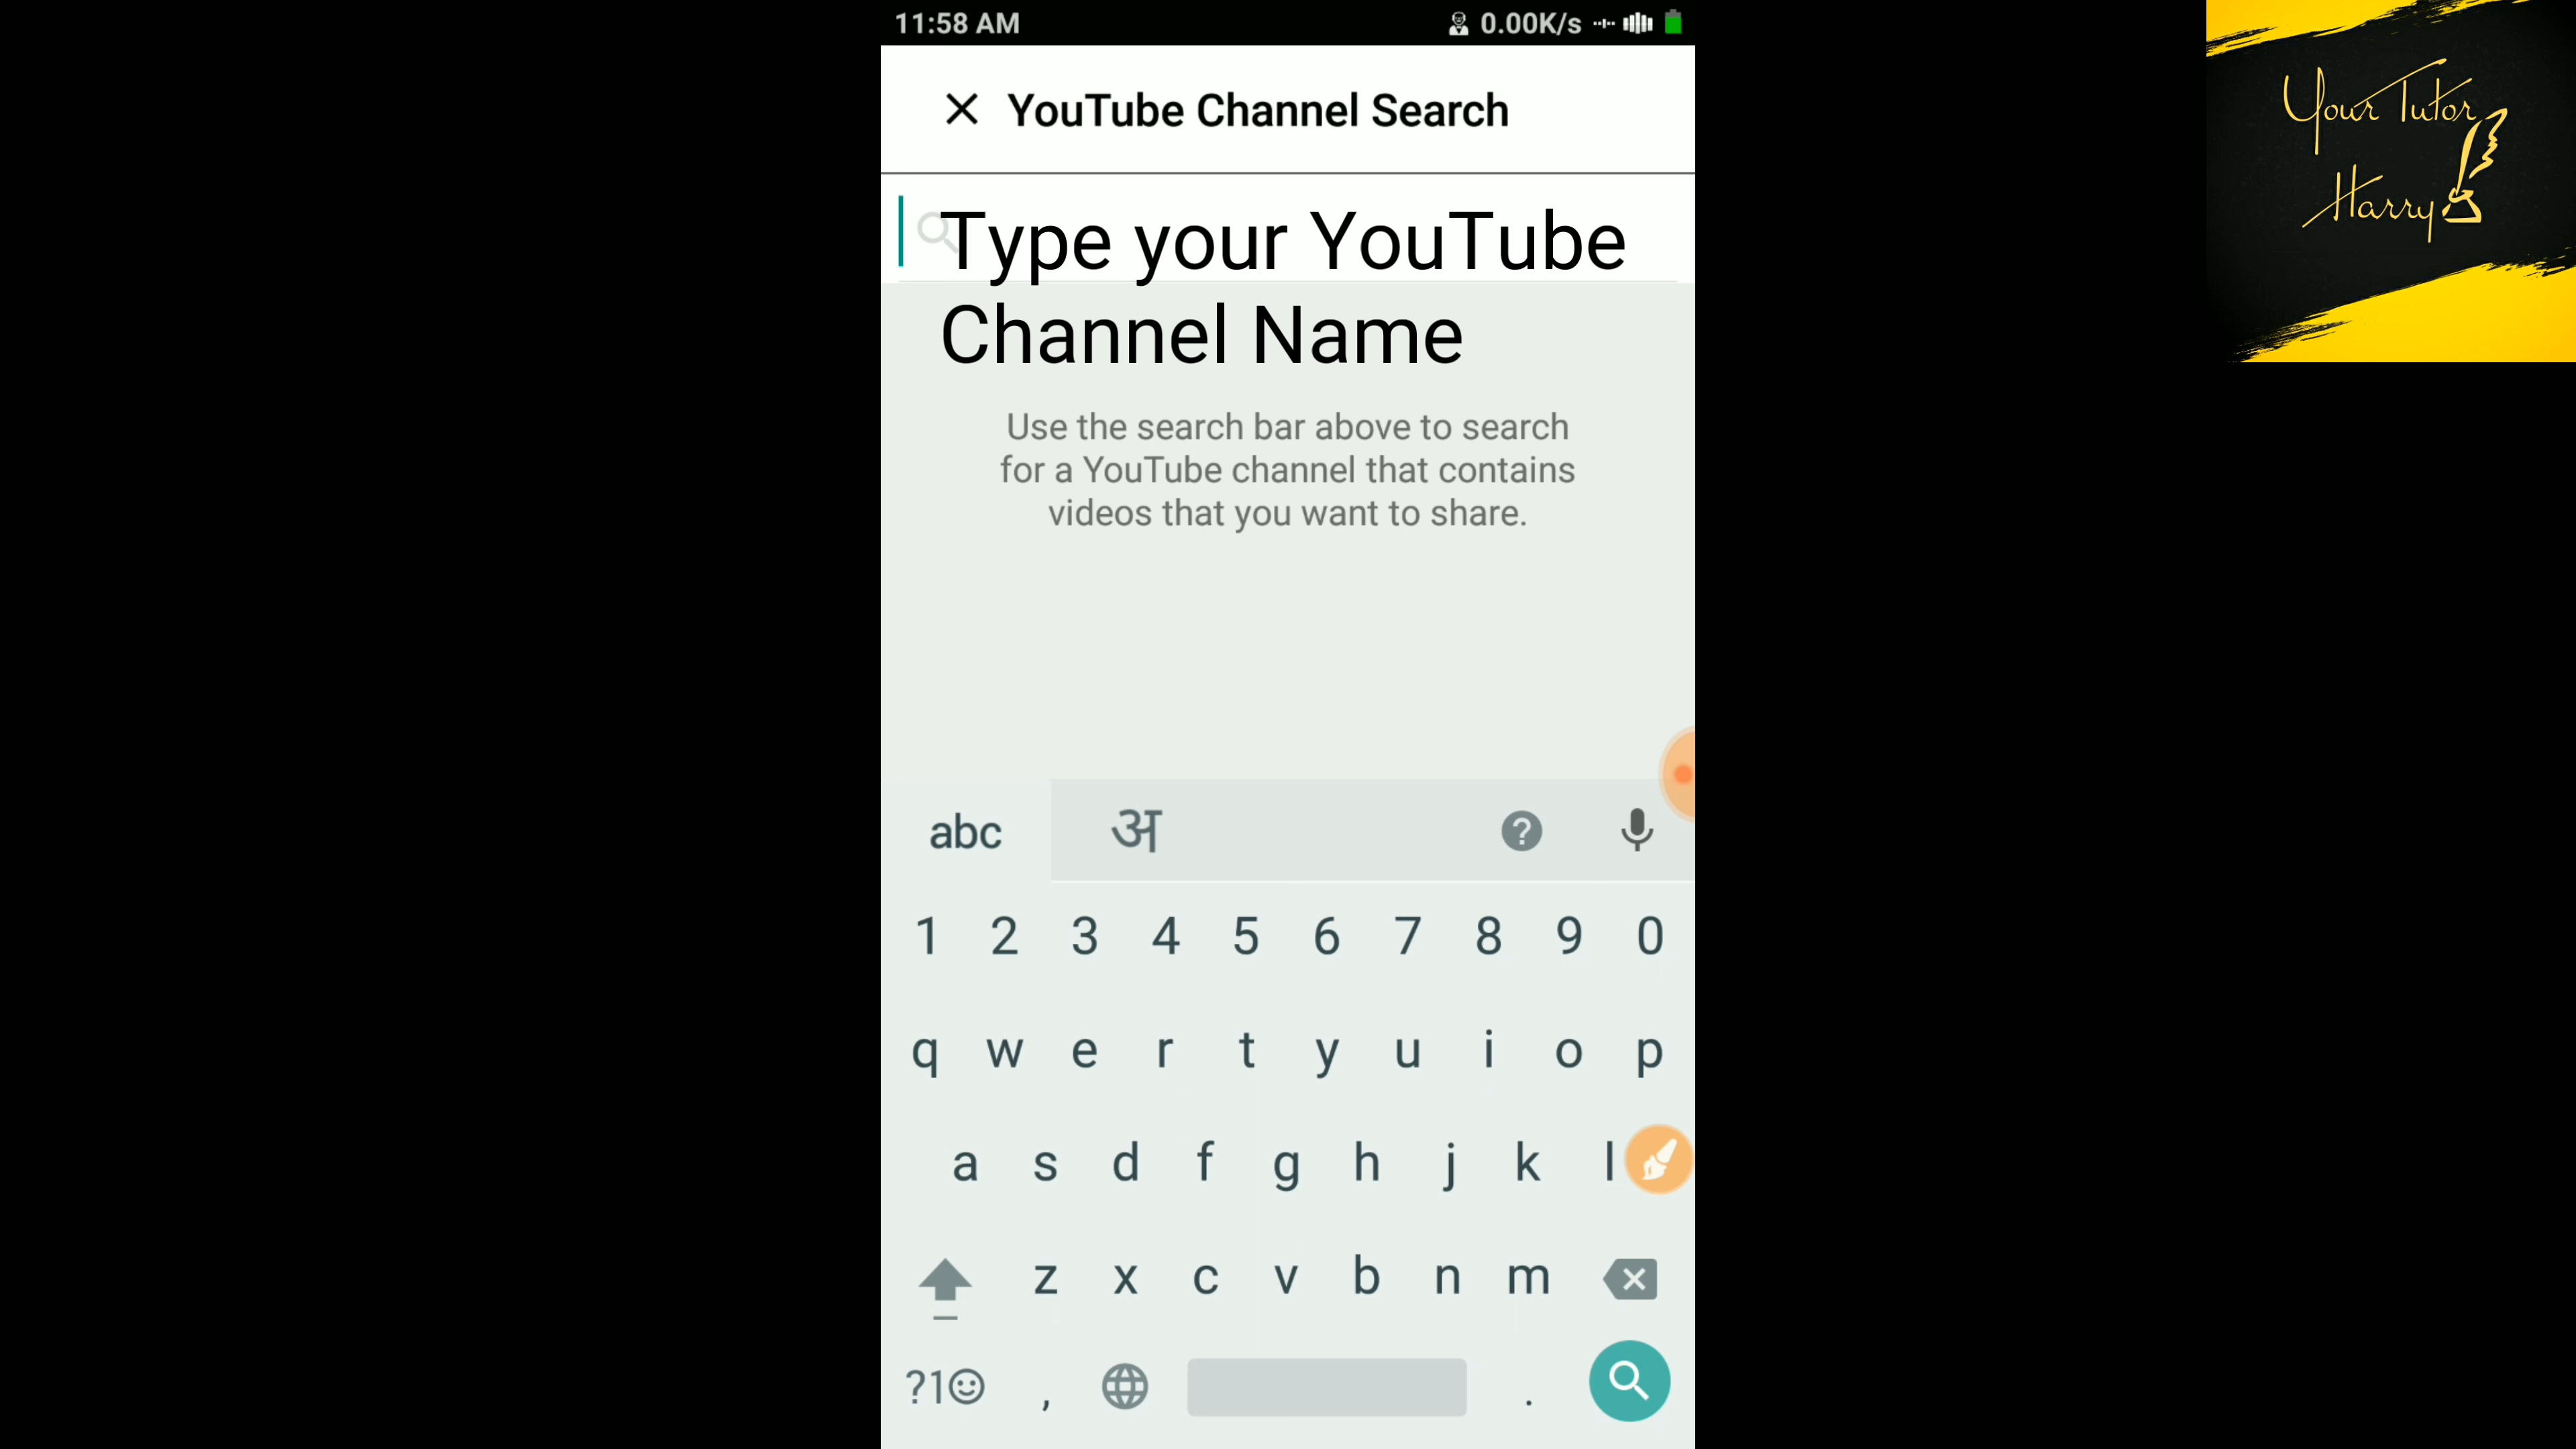 11:58 AM 0.00K/s
YouTube Channel Search
Type your YouTube
Channel Name
Use the search bar above to search
for a YouTube channel that contains
videos that you want to share.
abc अ
1 2 3 4 5 6 7 8 9 0
q w e r t y u i o p
a s d f g h j k l
z x c v b n m
?1 , .
Your Tutor
Harry